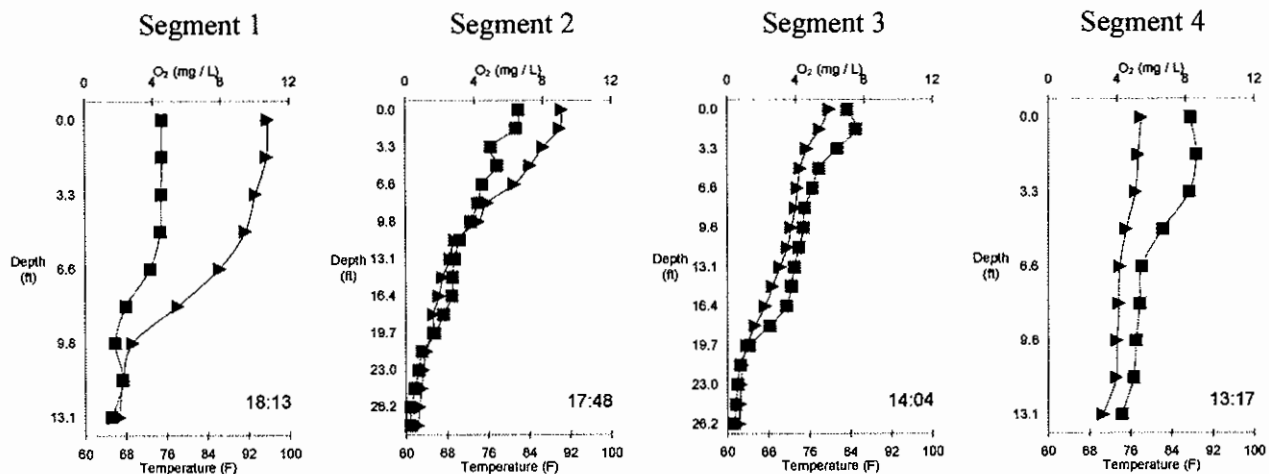 Segment 1
Segment 2
Segment 3
Segment 4
O₂ (mg / L)
O₂ (mg / L)
O₂ (mg / L)
O₂ (mg / L)
0 4 8 12
0 4 8 12
0 4 8 12
0 4 8 12
Depth (ft)
0.0
3.3
6.6
9.8
13.1
18:13
60 68 76 84 92 100
Temperature (F)
Depth (ft)
0.0
3.3
6.6
9.8
13.1
16.4
19.7
23.0
26.2
17:48
60 68 76 84 92 100
Temperature (F)
Depth (ft)
0.0
3.3
6.6
9.8
13.1
16.4
19.7
23.0
26.2
14:04
60 68 76 84 92 100
Temperature (F)
Depth (ft)
0.0
3.3
6.6
9.8
13.1
13:17
60 68 76 84 92 100
Temperature (F)